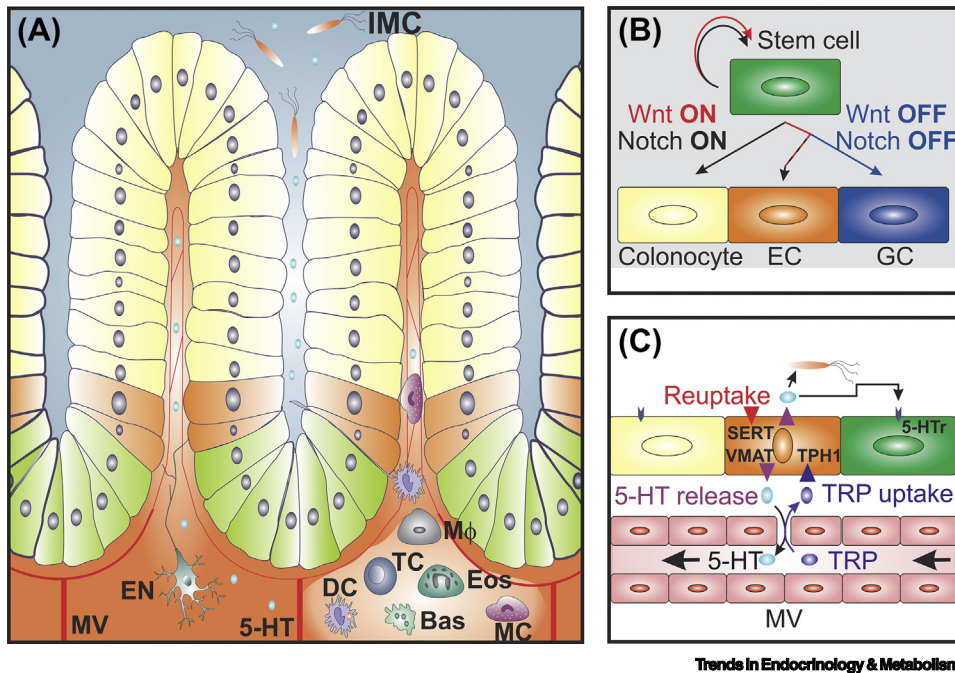 (A)
IMC
EN
MV
5-HT
Mϕ
TC
Eos
DC
Bas
MC
(B)
Stem cell
Wnt ON
Notch ON
Wnt OFF
Notch OFF
Colonocyte
EC
GC
(C)
Reuptake
SERT
VMAT
TPH1
5-HTr
5-HT release
TRP uptake
5-HT
TRP
MV
Trends in Endocrinology & Metabolism